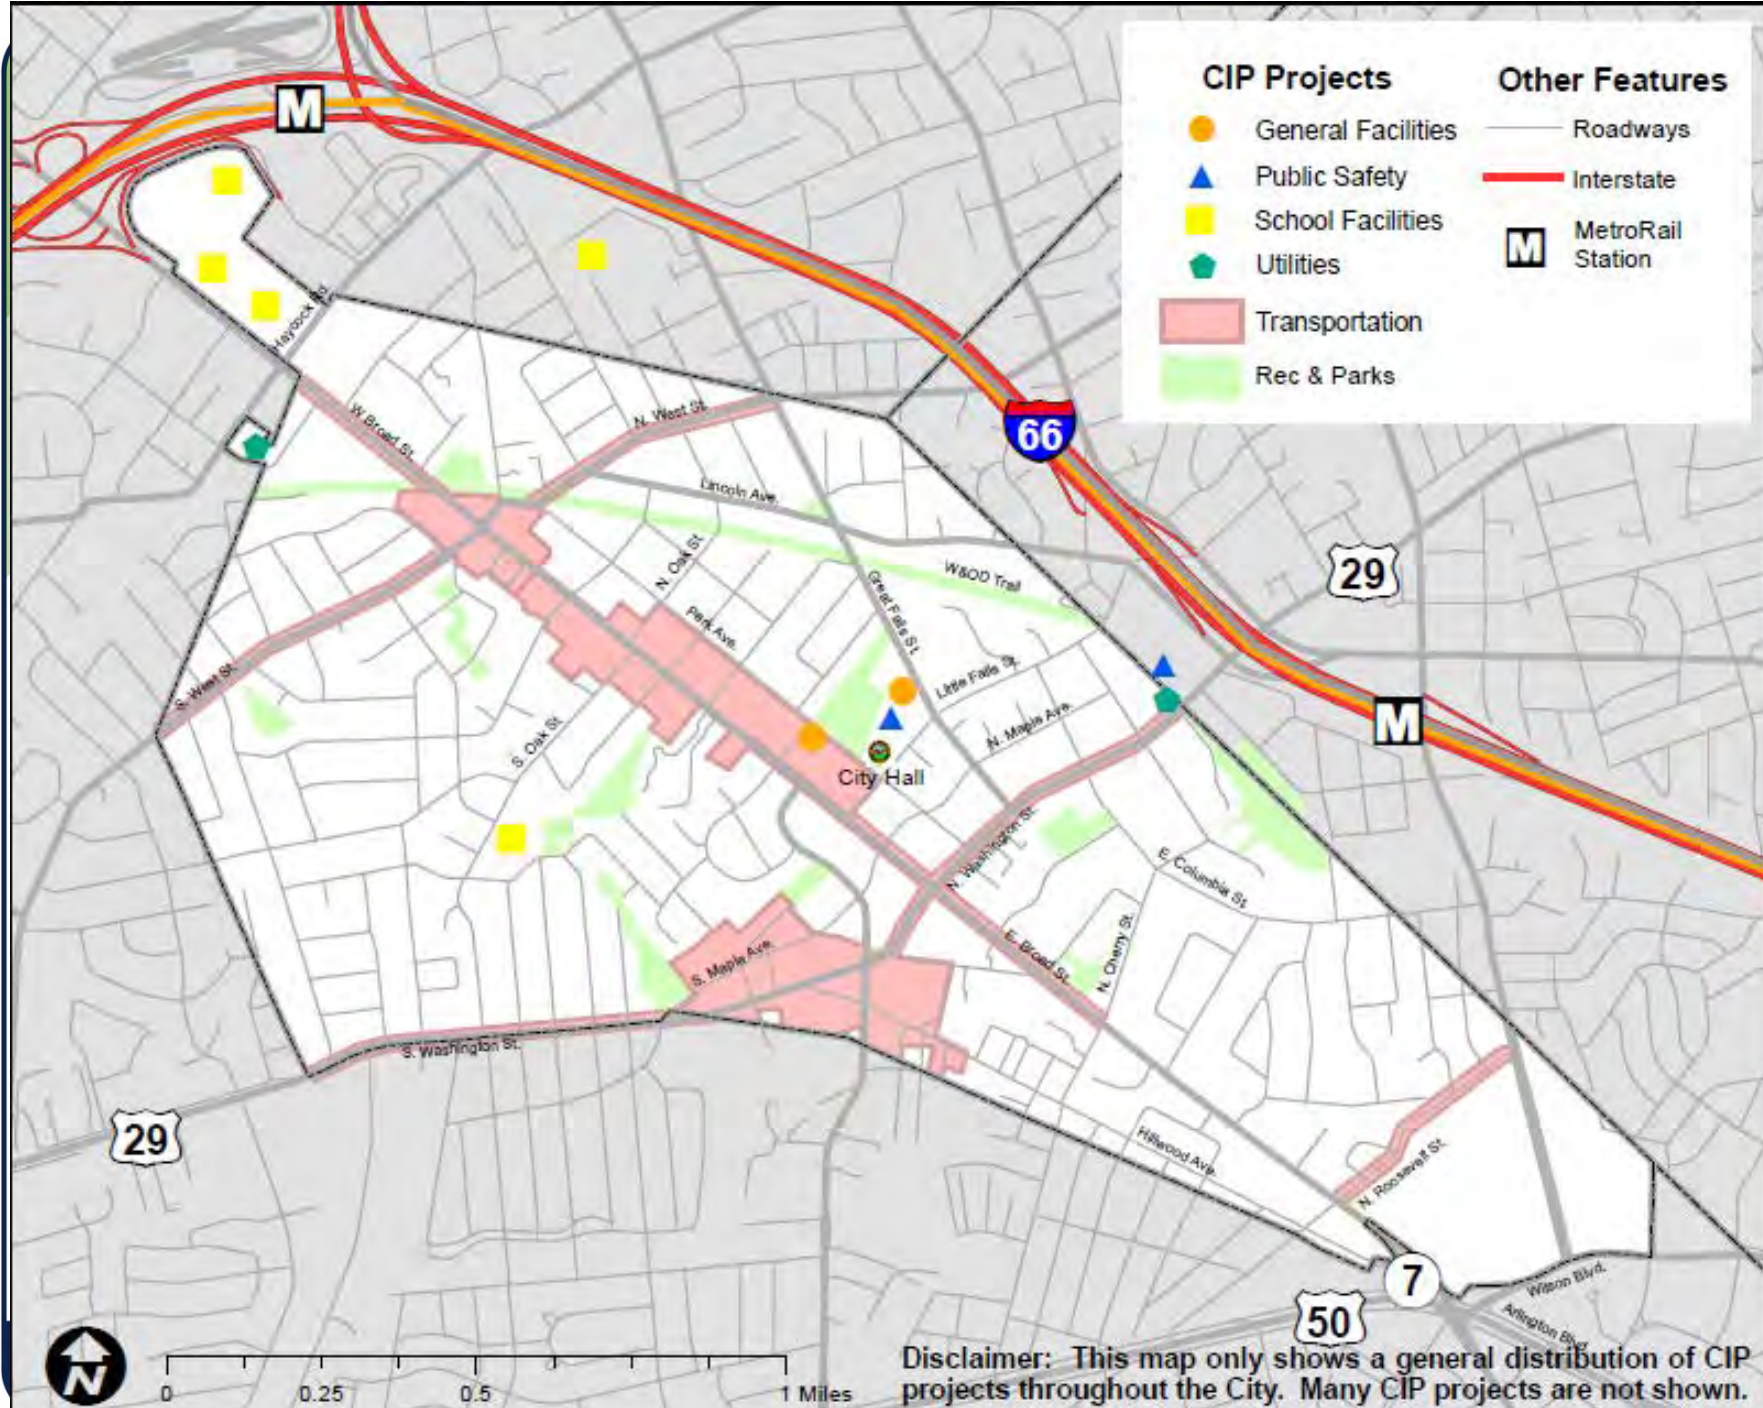 CIP Projects
General Facilities
Public Safety
School Facilities
Utilities
Transportation
Rec & Parks
Other Features
Roadways
Interstate
M
MetroRail
Station
M
Haycock Rd.
66
W Broad St.
N. West St.
Lincoln Ave.
N. Oak St.
W&OD Trail
29
Park Ave.
Great Falls St.
Little Falls St.
S. West St.
N. Maple Ave.
M
S. Oak St.
City Hall
N. Washington St.
E. Columbia St.
S. Maple Ave.
E. Broad St.
N. Cherry St.
S. Washington St.
29
Hillwood Ave.
N. Roosevelt St.
7
Wilson Blvd.
50
Arlington Blvd.
N
0 0.25 0.5 1 Miles
Disclaimer: This map only shows a general distribution of CIP
projects throughout the City. Many CIP projects are not shown.